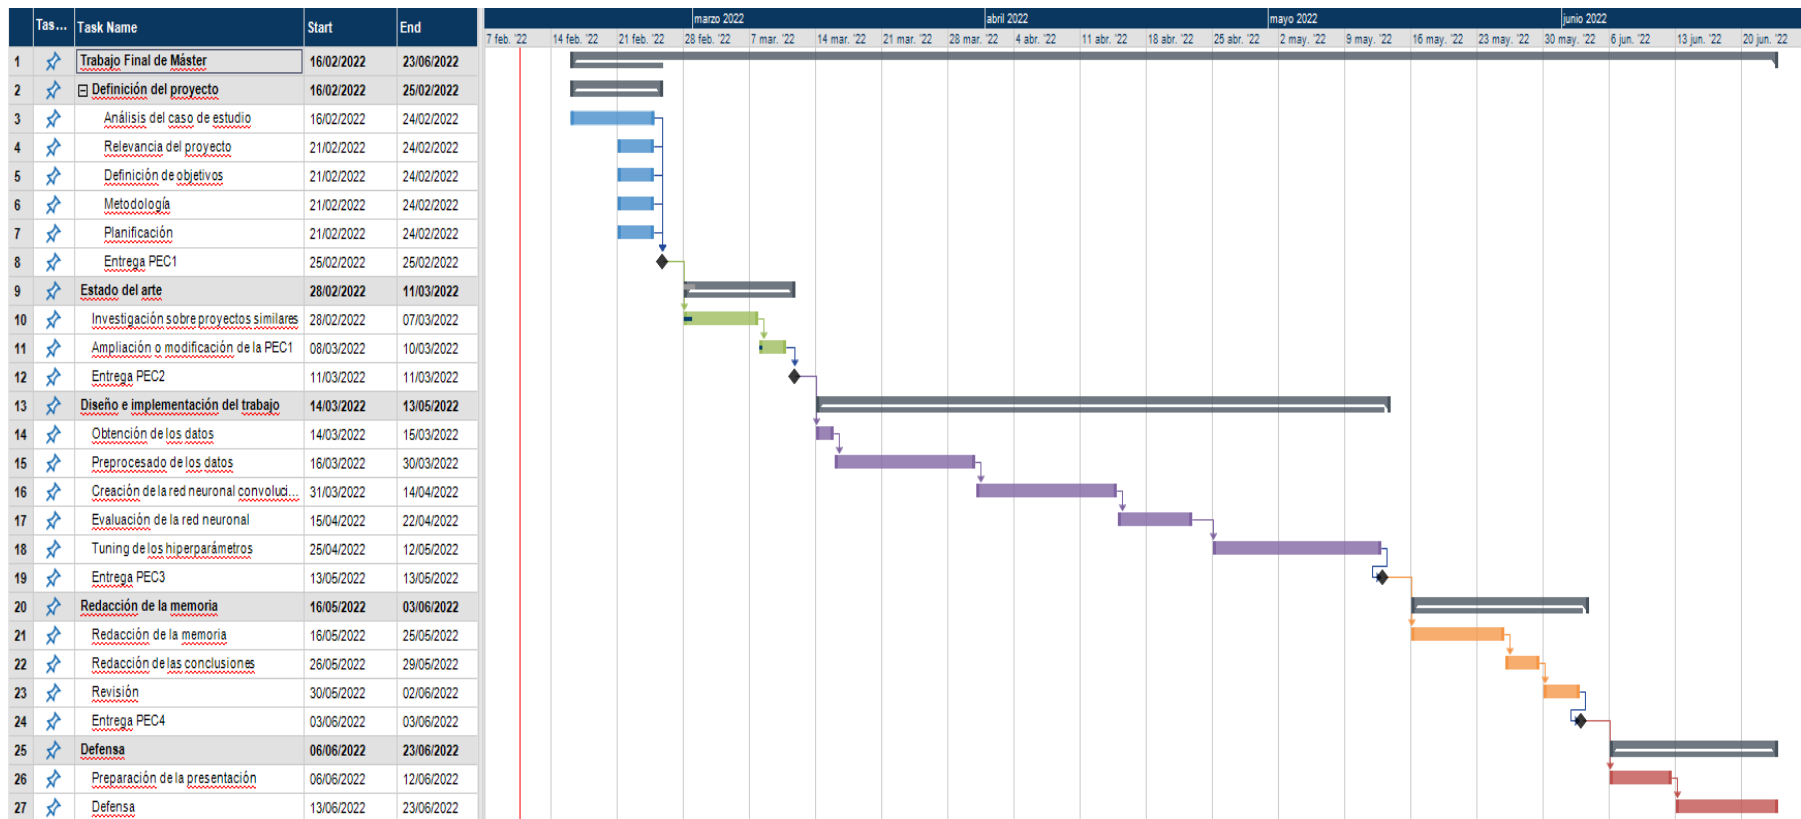 Tas... Task Name Start End
marzo 2022 abril 2022 mayo 2022 junio 2022
7 feb. '22 14 feb. '22 21 feb. '22 28 feb. '22 7 mar. '22 14 mar. '22 21 mar. '22 28 mar. '22 4 abr. '22 11 abr. '22 18 abr. '22 25 abr. '22 2 may. '22 9 may. '22 16 may. '22 23 may. '22 30 may. '22 6 jun. '22 13 jun. '22 20 jun. '22
1 Trabajo Final de Máster 16/02/2022 23/06/2022
2 Definición del proyecto 16/02/2022 25/02/2022
3 Análisis del caso de estudio 16/02/2022 24/02/2022
4 Relevancia del proyecto 21/02/2022 24/02/2022
5 Definición de objetivos 21/02/2022 24/02/2022
6 Metodología 21/02/2022 24/02/2022
7 Planificación 21/02/2022 24/02/2022
8 Entrega PEC1 25/02/2022 25/02/2022
9 Estado del arte 28/02/2022 11/03/2022
10 Investigación sobre proyectos similares 28/02/2022 07/03/2022
11 Ampliación o modificación de la PEC1 08/03/2022 10/03/2022
12 Entrega PEC2 11/03/2022 11/03/2022
13 Diseño e implementación del trabajo 14/03/2022 13/05/2022
14 Obtención de los datos 14/03/2022 15/03/2022
15 Preprocesado de los datos 16/03/2022 30/03/2022
16 Creación de la red neuronal convoluci... 31/03/2022 14/04/2022
17 Evaluación de la red neuronal 15/04/2022 22/04/2022
18 Tuning de los hiperparámetros 25/04/2022 12/05/2022
19 Entrega PEC3 13/05/2022 13/05/2022
20 Redacción de la memoria 16/05/2022 03/06/2022
21 Redacción de la memoria 16/05/2022 25/05/2022
22 Redacción de las conclusiones 26/05/2022 29/05/2022
23 Revisión 30/05/2022 02/06/2022
24 Entrega PEC4 03/06/2022 03/06/2022
25 Defensa 06/06/2022 23/06/2022
26 Preparación de la presentación 06/06/2022 12/06/2022
27 Defensa 13/06/2022 23/06/2022